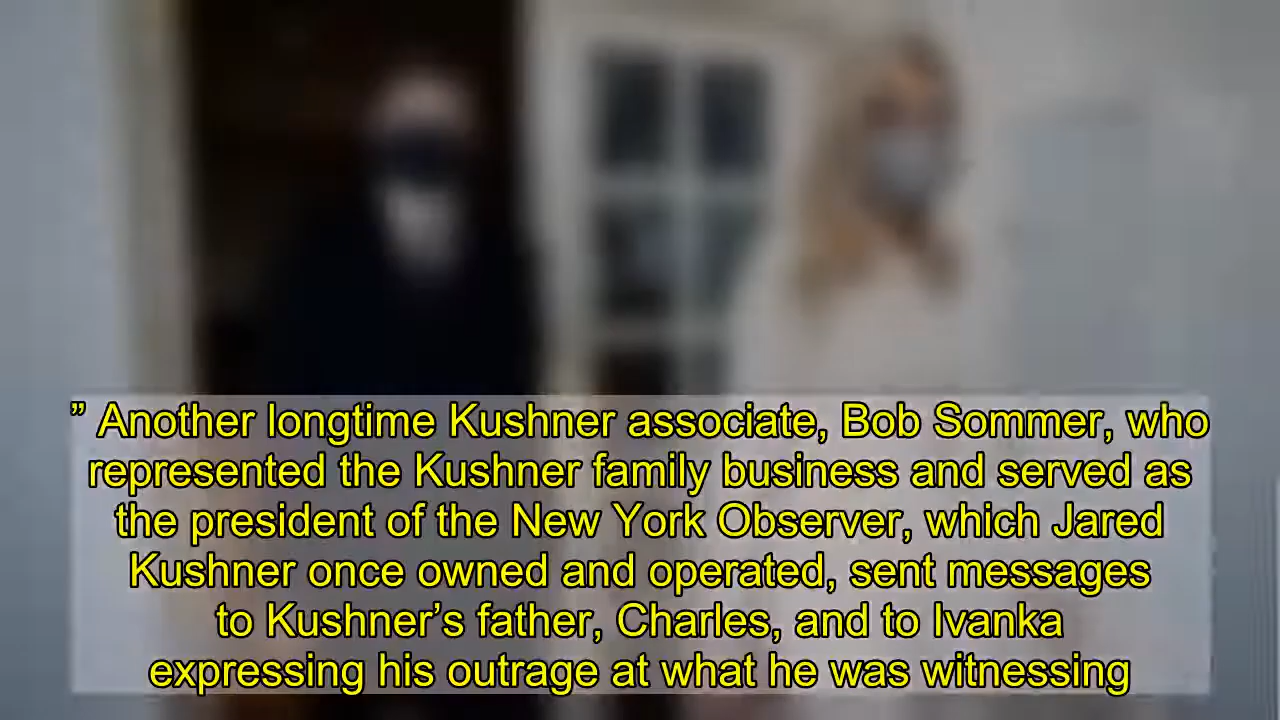 ” Another longtime Kushner associate, Bob Sommer, who
represented the Kushner family business and served as
the president of the New York Observer, which Jared
Kushner once owned and operated, sent messages
to Kushner’s father, Charles, and to Ivanka
expressing his outrage at what he was witnessing